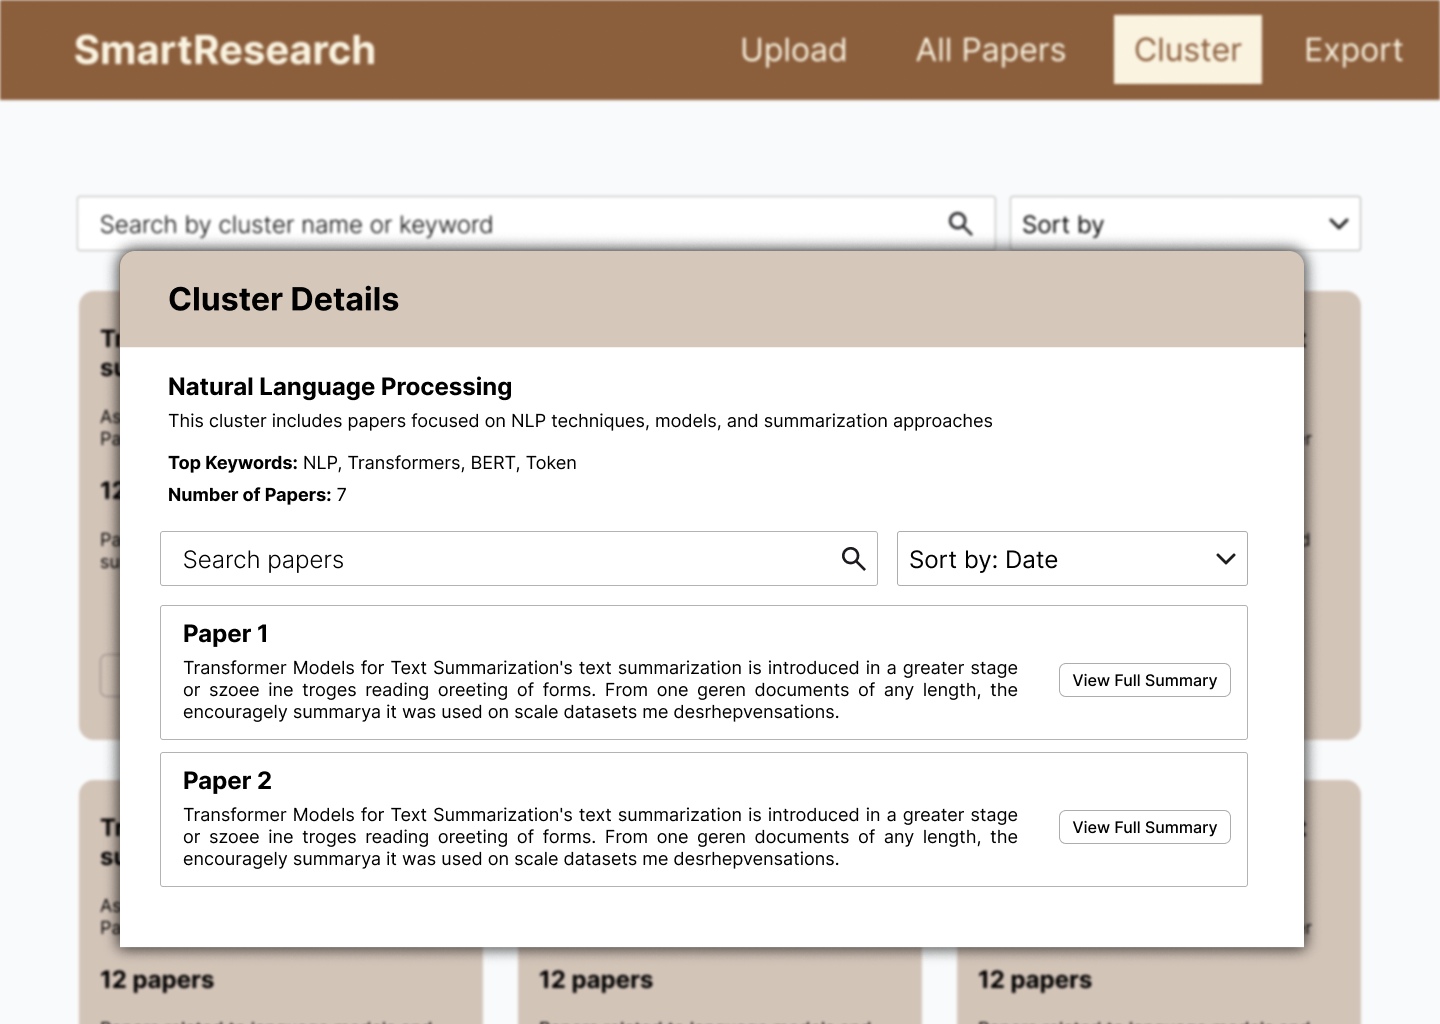 SmartResearch
Upload
All Papers
Cluster
Export
Search by cluster name or keyword
Sort by
Cluster Details
Natural Language Processing
This cluster includes papers focused on NLP techniques, models, and summarization approaches
Top Keywords: NLP, Transformers, BERT, Token
Number of Papers: 7
Search papers
Sort by: Date
Paper 1
Transformer Models for Text Summarization's text summarization is introduced in a greater stage
or szoee ine troges reading oreeting of forms. From one geren documents of any length, the
encouragely summarya it was used on scale datasets me desrhepvensations.
View Full Summary
Paper 2
Transformer Models for Text Summarization's text summarization is introduced in a greater stage
or szoee ine troges reading oreeting of forms. From one geren documents of any length, the
encouragely summarya it was used on scale datasets me desrhepvensations.
View Full Summary
12 papers
12 papers
12 papers